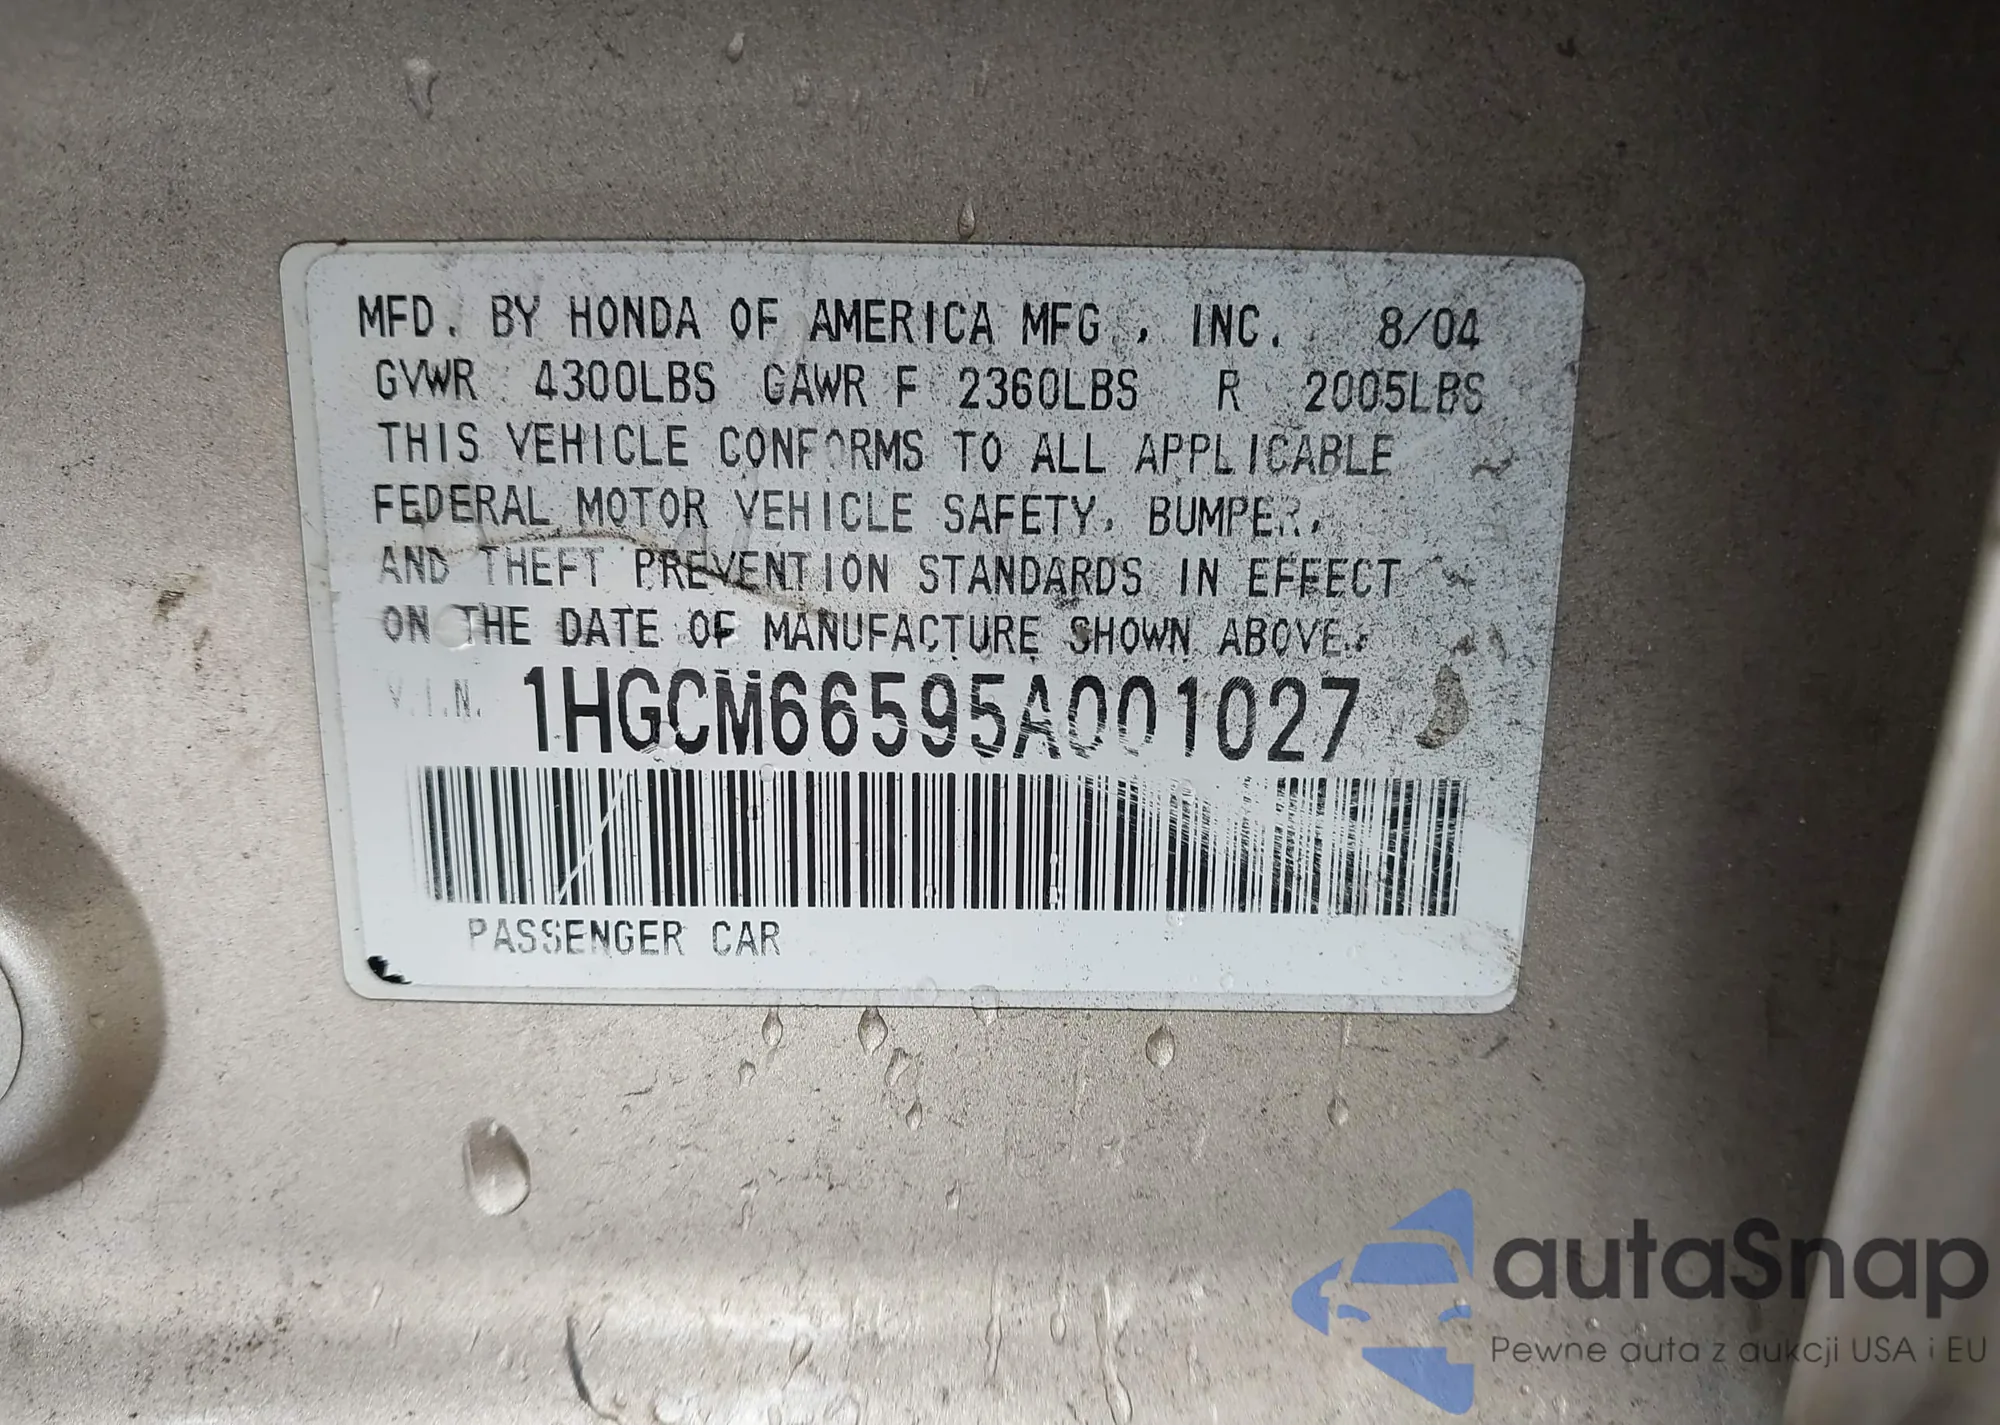 MFD. BY HONDA OF AMERICA MFG., INC. 8/04
GVWR 4300LBS GAWR F 2360LBS R 2005LBS
THIS VEHICLE CONFORMS TO ALL APPLICABLE
FEDERAL MOTOR VEHICLE SAFETY, BUMPER,
AND THEFT PREVENTION STANDARDS IN EFFECT
ON THE DATE OF MANUFACTURE SHOWN ABOVE.
V.I.N. 1HGCM66595A001027
PASSENGER CAR
autaSnap
Pewne auta z aukcji USA i EU